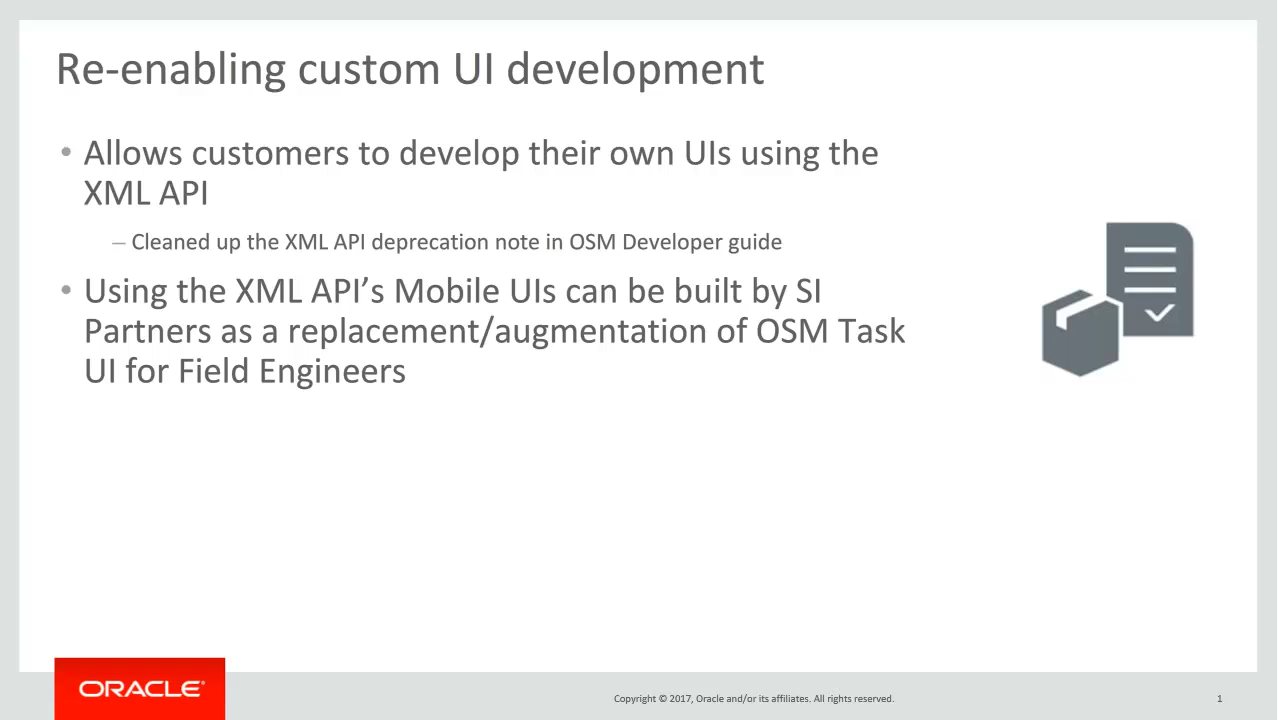 Re-enabling custom UI development
• Allows customers to develop their own UIs using the
XML API
– Cleaned up the XML API deprecation note in OSM Developer guide
• Using the XML API’s Mobile UIs can be built by SI
Partners as a replacement/augmentation of OSM Task
UI for Field Engineers
ORACLE®
Copyright © 2017, Oracle and/or its affiliates. All rights reserved.
1